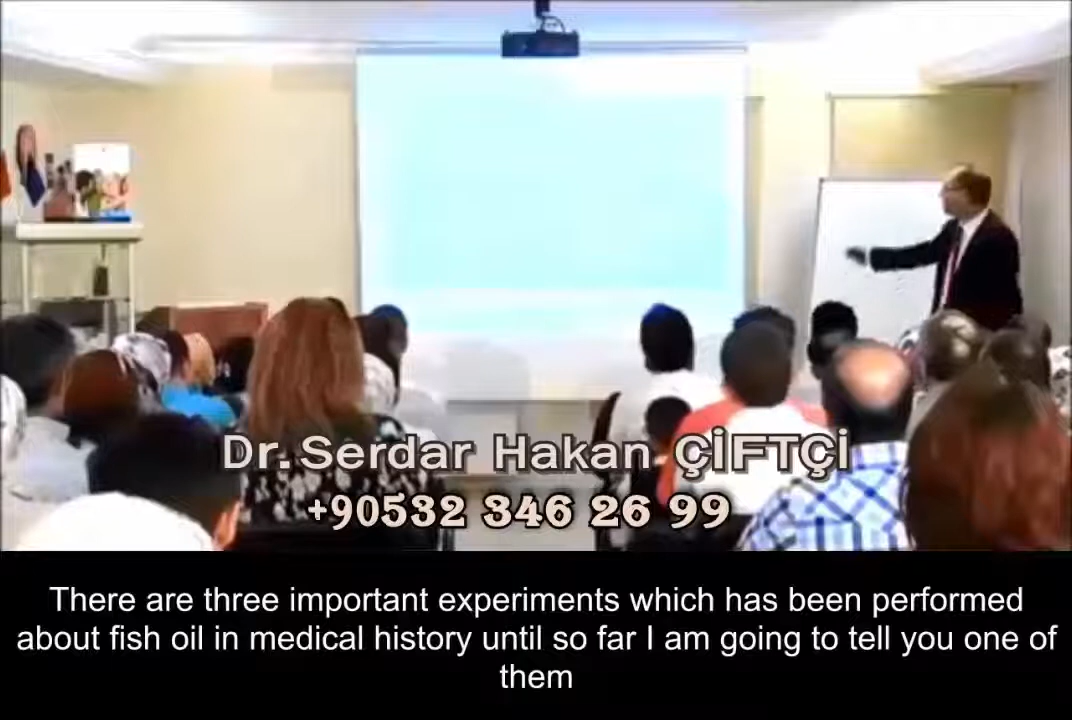 Dr. Serdar Hakan ÇİFTÇİ
+90532 346 26 99
There are three important experiments which has been performed
about fish oil in medical history until so far I am going to tell you one of
them